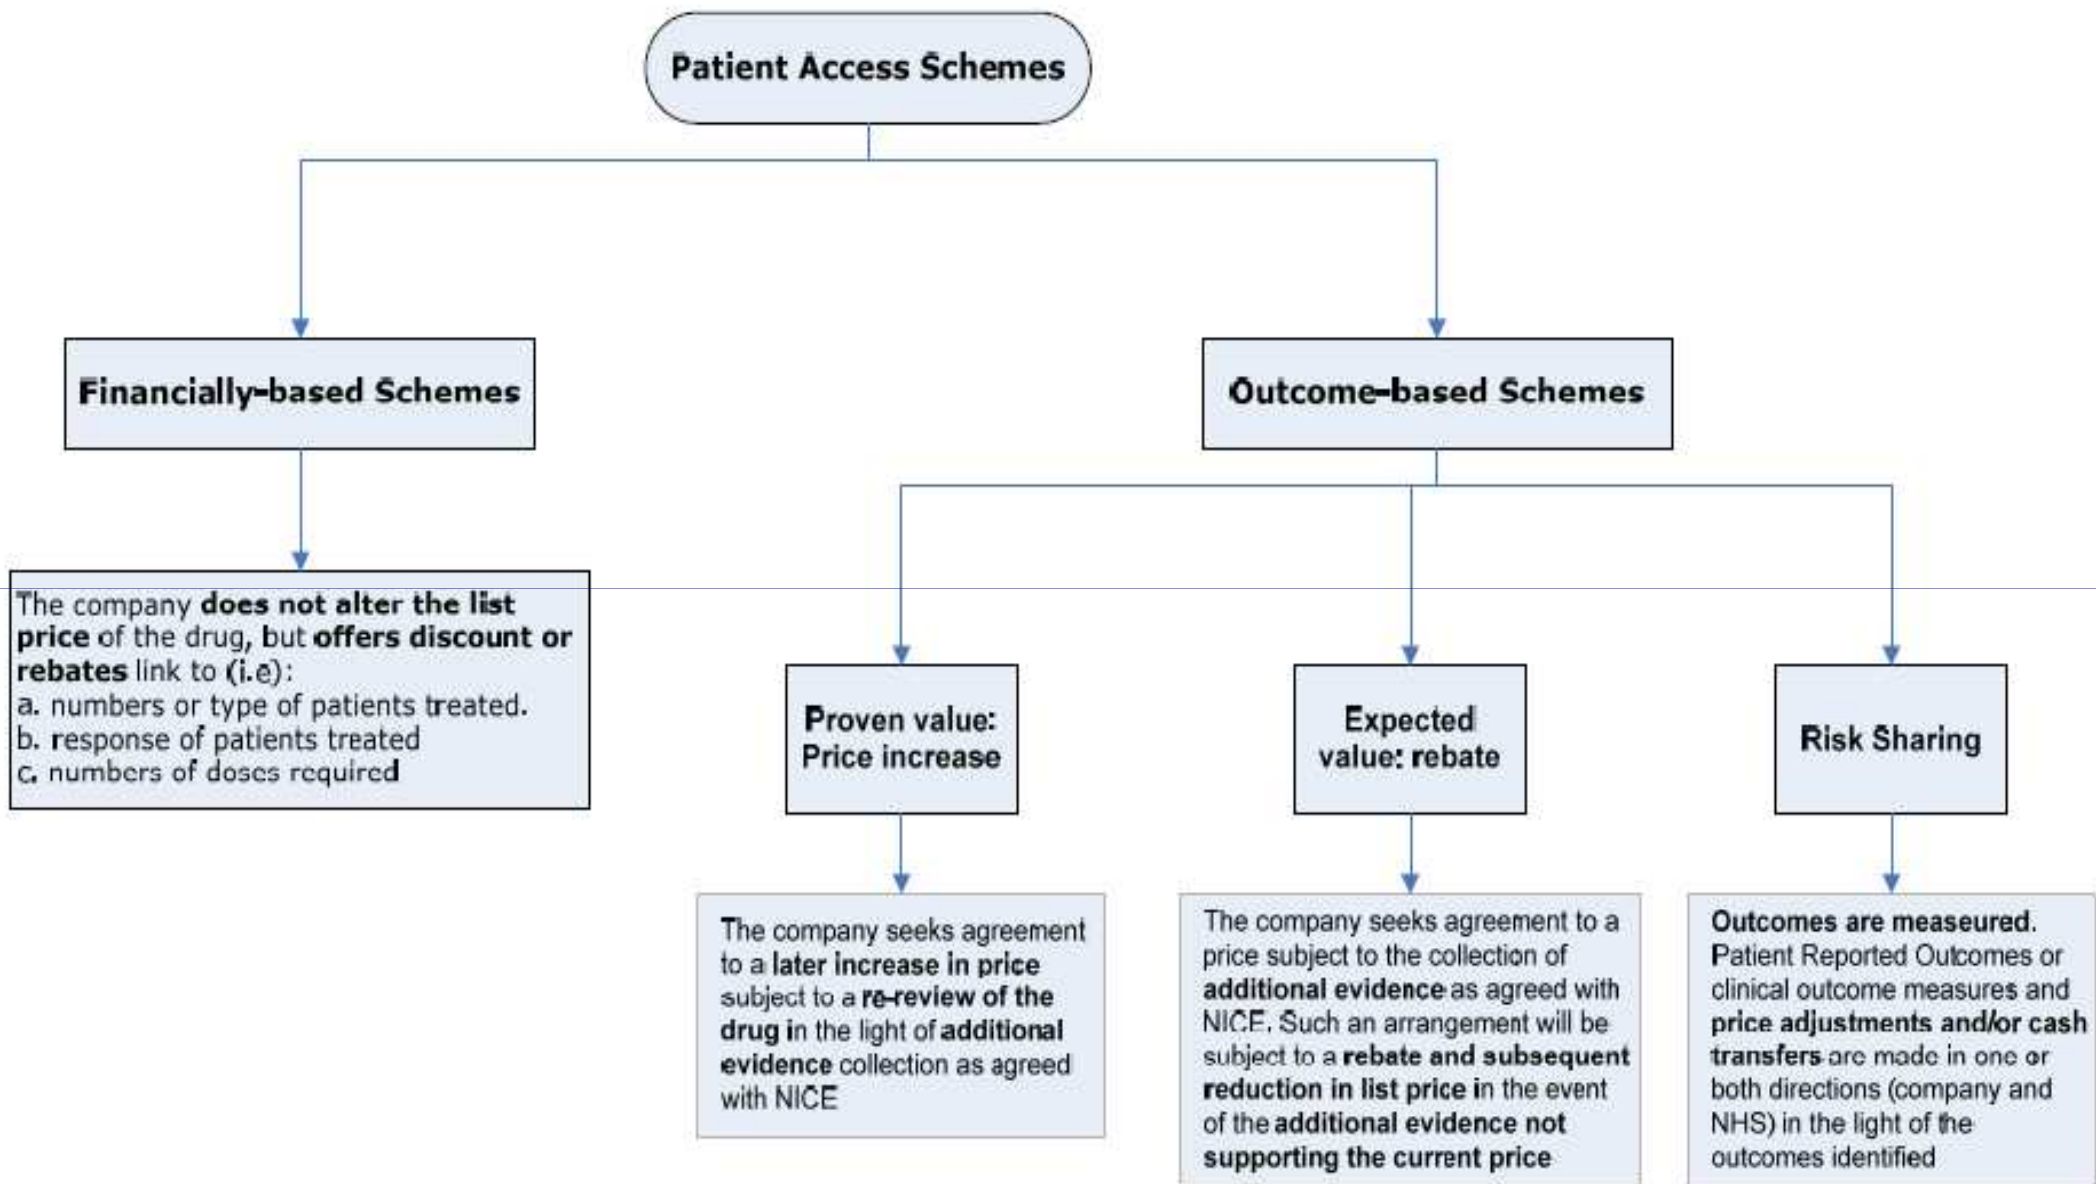 Patient Access Schemes
Financially-based Schemes
Outcome-based Schemes
The company does not alter the list
price of the drug, but offers discount or
rebates link to (i.e):
a. numbers or type of patients treated.
b. response of patients treated
c. numbers of doses required
Proven value:
Price increase
Expected
value: rebate
Risk Sharing
The company seeks agreement
to a later increase in price
subject to a re-review of the
drug in the light of additional
evidence collection as agreed
with NICE
The company seeks agreement to a
price subject to the collection of
additional evidence as agreed with
NICE. Such an arrangement will be
subject to a rebate and subsequent
reduction in list price in the event
of the additional evidence not
supporting the current price
Outcomes are measeured.
Patient Reported Outcomes or
clinical outcome measures and
price adjustments and/or cash
transfers are made in one or
both directions (company and
NHS) in the light of the
outcomes identified